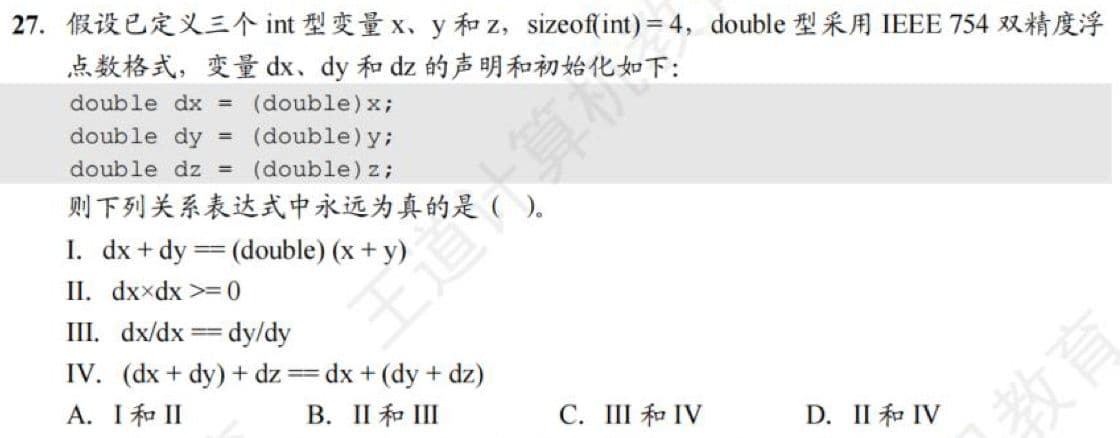 27. 假设已定义三个 int 型变量 x、y 和 z，sizeof(int) = 4，double 型采用 IEEE 754 双精度浮
点数格式，变量 dx、dy 和 dz 的声明和初始化如下：
double dx = (double)x;
double dy = (double)y;
double dz = (double)z;
则下列关系表达式中永远为真的是（ ）。
I. dx + dy == (double) (x + y)
II. dx×dx >= 0
III. dx/dx == dy/dy
IV. (dx + dy) + dz == dx + (dy + dz)
A. I 和 II B. II 和 III C. III 和 IV D. II 和 IV
王道计算机教
教育